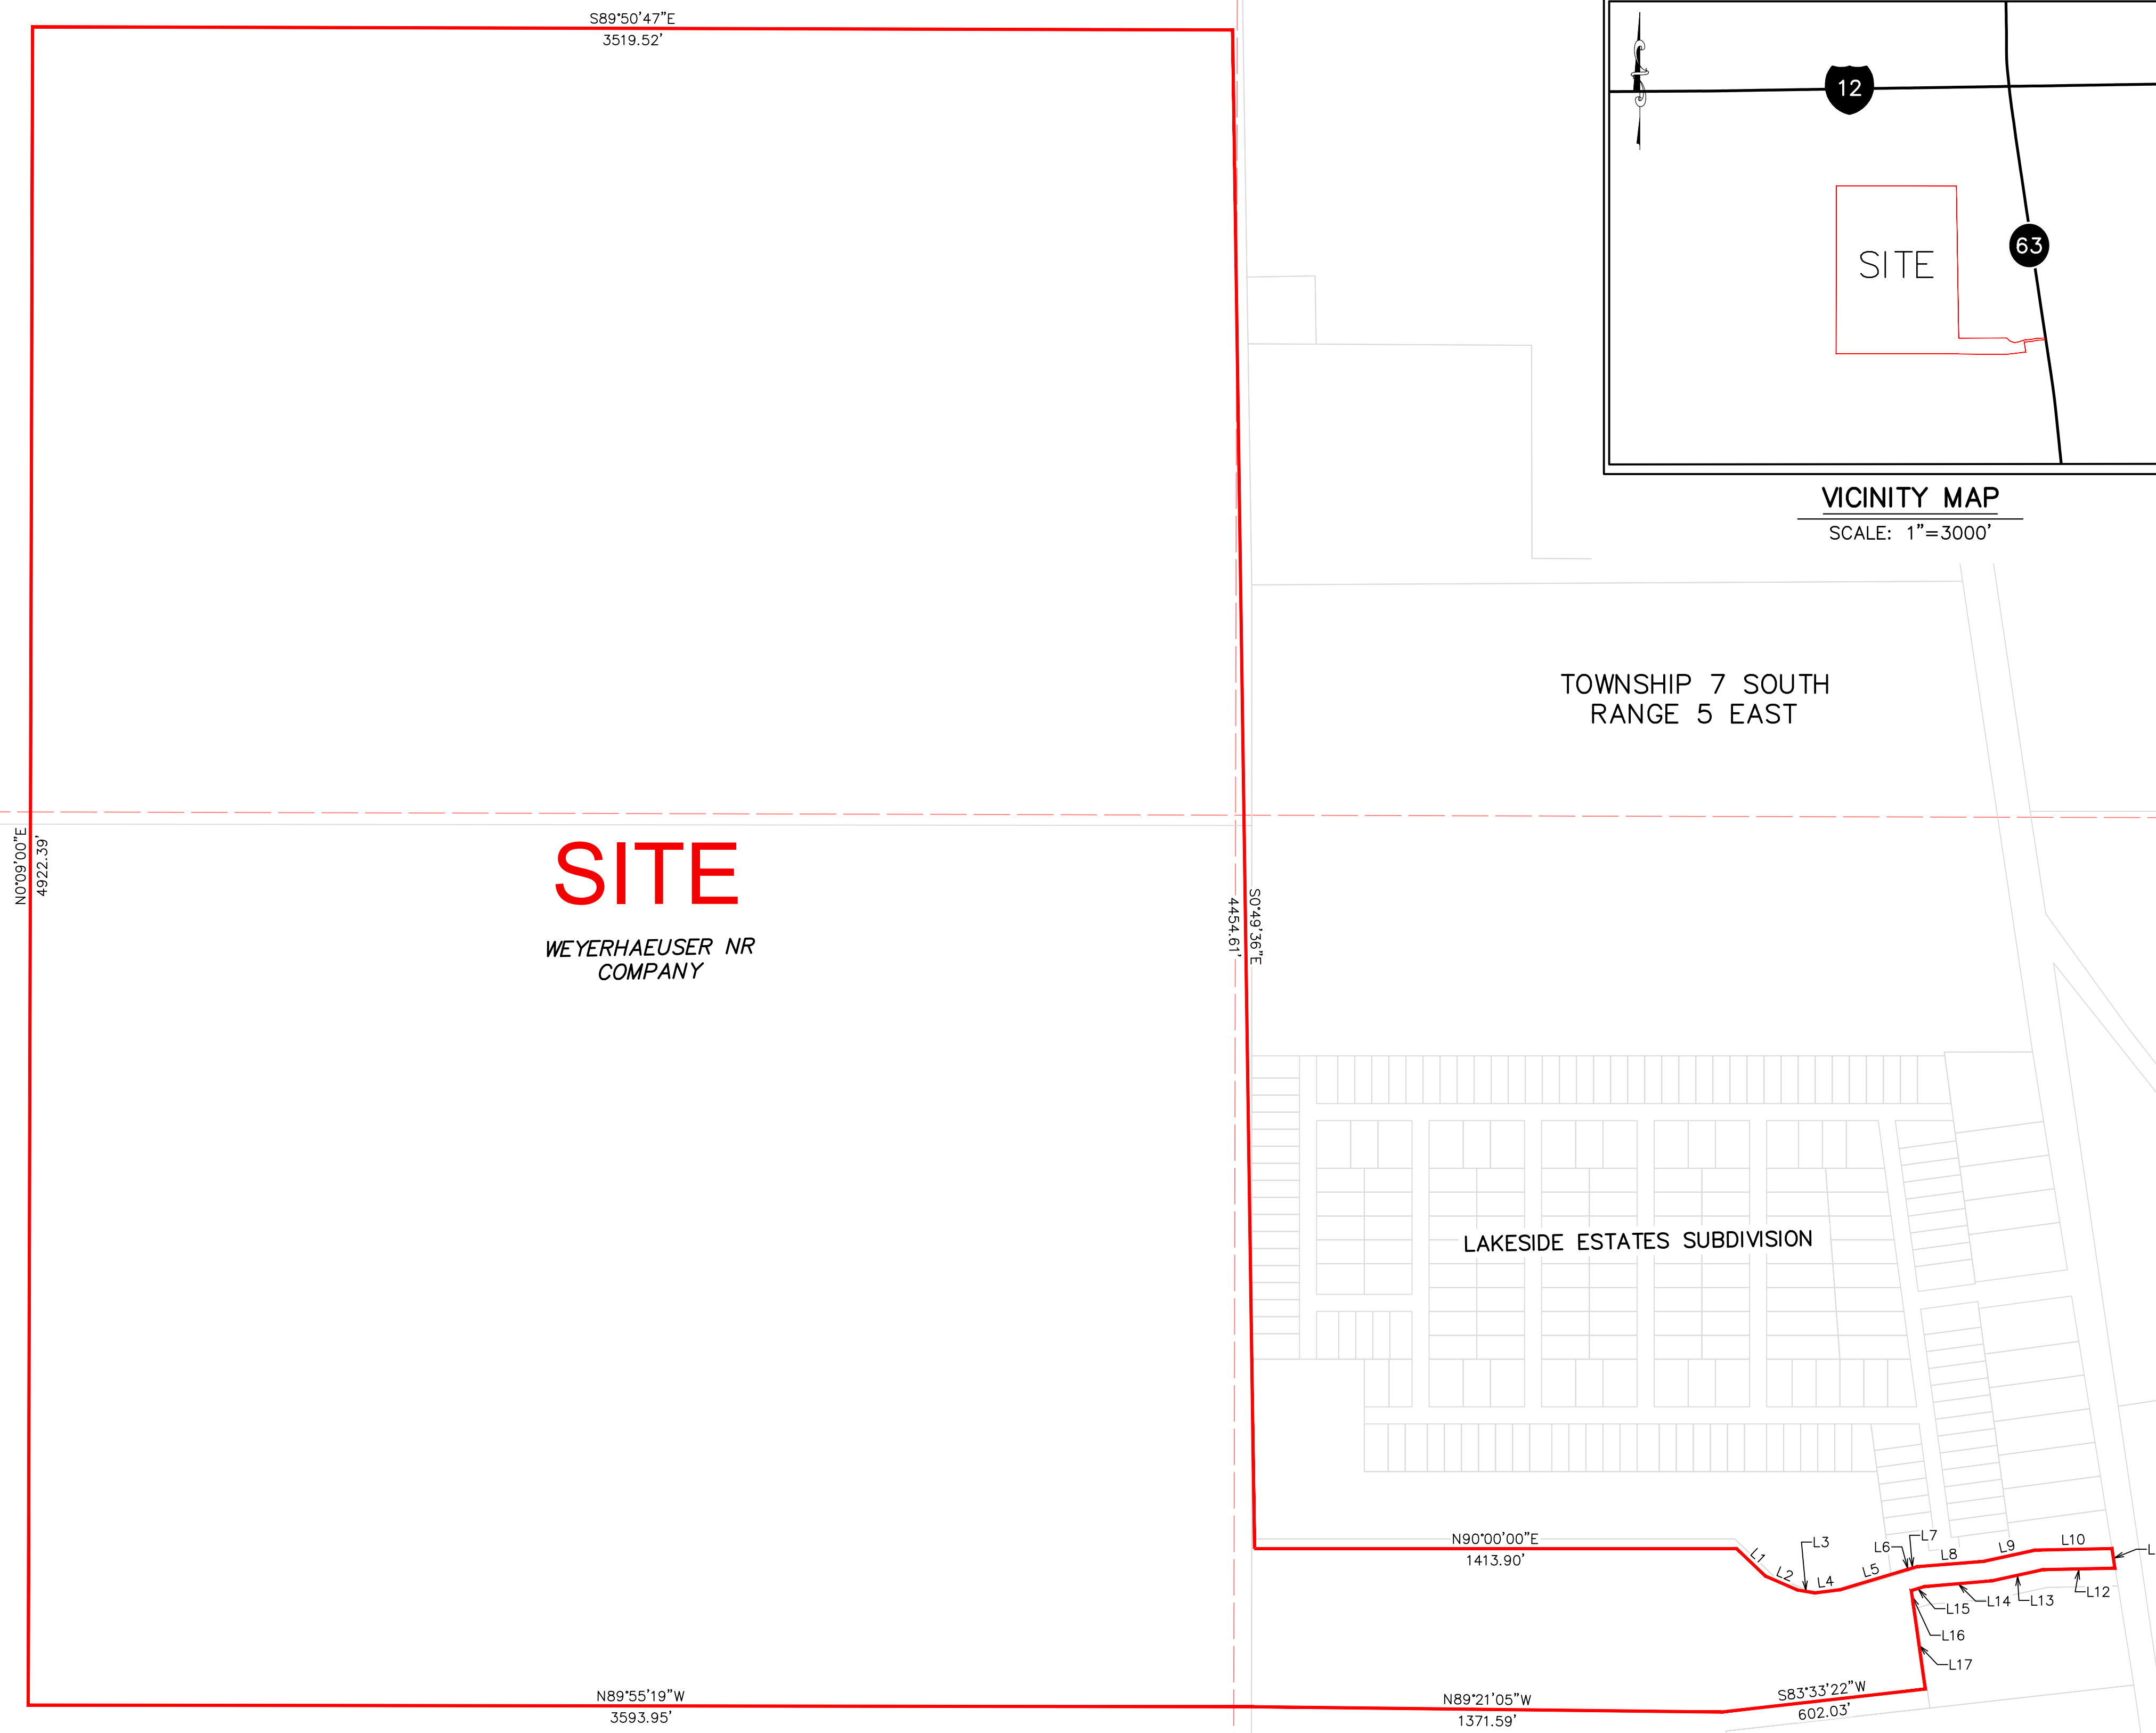 S89°50'47"E
3519.52'
12
63
SITE
VICINITY MAP
SCALE: 1"=3000'
TOWNSHIP 7 SOUTH
RANGE 5 EAST
N0°09'00"E
4922.39'
SITE
WEYERHAEUSER NR
COMPANY
S0°49'36"E
4454.61'
LAKESIDE ESTATES SUBDIVISION
N90°00'00"E
1413.90'
L1
L2
L3
L4
L5
L6
L7
L8
L9
L10
L12
L13
L14
L15
L16
L17
N89°55'19"W
3593.95'
N89°21'05"W
1371.59'
S83°33'22"W
602.03'